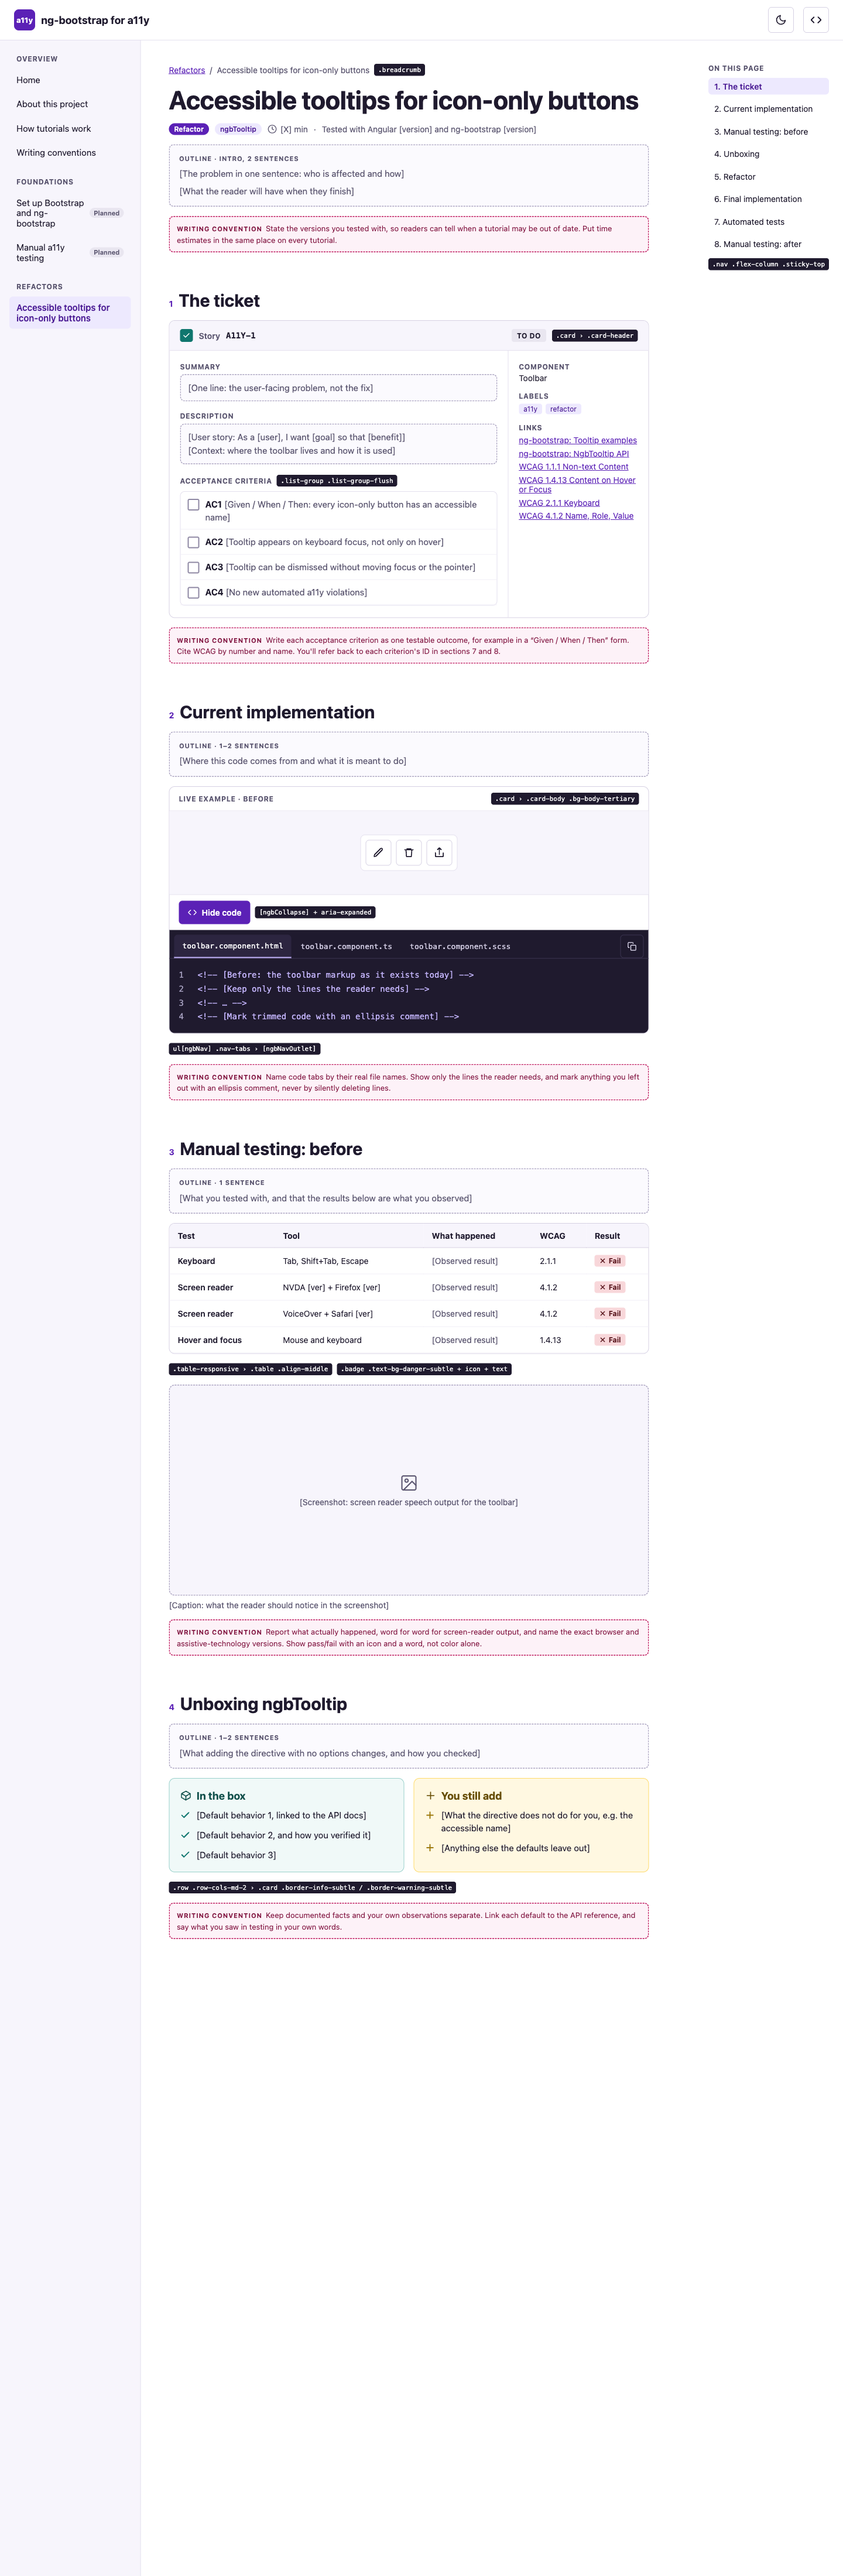 a11y ng-bootstrap for a11y
OVERVIEW
Home
About this project
How tutorials work
Writing conventions
FOUNDATIONS
Set up Bootstrap
and ng-
bootstrap
Planned
Manual a11y
testing
Planned
REFACTORS
Accessible tooltips for
icon-only buttons
Refactors / Accessible tooltips for icon-only buttons .breadcrumb
Accessible tooltips for icon-only buttons
Refactor ngbTooltip [X] min · Tested with Angular [version] and ng-bootstrap [version]
OUTLINE · INTRO, 2 SENTENCES
[The problem in one sentence: who is affected and how]
[What the reader will have when they finish]
WRITING CONVENTION State the versions you tested with, so readers can tell when a tutorial may be out of date. Put time
estimates in the same place on every tutorial.
ON THIS PAGE
1. The ticket
2. Current implementation
3. Manual testing: before
4. Unboxing
5. Refactor
6. Final implementation
7. Automated tests
8. Manual testing: after
.nav .flex-column .sticky-top
1 The ticket
Story A11Y-1 TO DO .card › .card-header
SUMMARY
[One line: the user-facing problem, not the fix]
DESCRIPTION
[User story: As a [user], I want [goal] so that [benefit]]
[Context: where the toolbar lives and how it is used]
ACCEPTANCE CRITERIA .list-group .list-group-flush
AC1 [Given / When / Then: every icon-only button has an accessible
name]
AC2 [Tooltip appears on keyboard focus, not only on hover]
AC3 [Tooltip can be dismissed without moving focus or the pointer]
AC4 [No new automated a11y violations]
COMPONENT
Toolbar
LABELS
a11y refactor
LINKS
ng-bootstrap: Tooltip examples
ng-bootstrap: NgbTooltip API
WCAG 1.1.1 Non-text Content
WCAG 1.4.13 Content on Hover
or Focus
WCAG 2.1.1 Keyboard
WCAG 4.1.2 Name, Role, Value
WRITING CONVENTION Write each acceptance criterion as one testable outcome, for example in a “Given / When / Then” form.
Cite WCAG by number and name. You'll refer back to each criterion's ID in sections 7 and 8.
2 Current implementation
OUTLINE · 1–2 SENTENCES
[Where this code comes from and what it is meant to do]
LIVE EXAMPLE · BEFORE .card › .card-body .bg-body-tertiary
Hide code [ngbCollapse] + aria-expanded
toolbar.component.html toolbar.component.ts toolbar.component.scss
1 <!-- [Before: the toolbar markup as it exists today] -->
2 <!-- [Keep only the lines the reader needs] -->
3 <!-- … -->
4 <!-- [Mark trimmed code with an ellipsis comment] -->
ul[ngbNav] .nav-tabs › [ngbNavOutlet]
WRITING CONVENTION Name code tabs by their real file names. Show only the lines the reader needs, and mark anything you left
out with an ellipsis comment, never by silently deleting lines.
3 Manual testing: before
OUTLINE · 1 SENTENCE
[What you tested with, and that the results below are what you observed]
Test Tool What happened WCAG Result
Keyboard Tab, Shift+Tab, Escape [Observed result] 2.1.1 Fail
Screen reader NVDA [ver] + Firefox [ver] [Observed result] 4.1.2 Fail
Screen reader VoiceOver + Safari [ver] [Observed result] 4.1.2 Fail
Hover and focus Mouse and keyboard [Observed result] 1.4.13 Fail
.table-responsive › .table .align-middle .badge .text-bg-danger-subtle + icon + text
[Screenshot: screen reader speech output for the toolbar]
[Caption: what the reader should notice in the screenshot]
WRITING CONVENTION Report what actually happened, word for word for screen-reader output, and name the exact browser and
assistive-technology versions. Show pass/fail with an icon and a word, not color alone.
4 Unboxing ngbTooltip
OUTLINE · 1–2 SENTENCES
[What adding the directive with no options changes, and how you checked]
In the box
[Default behavior 1, linked to the API docs]
[Default behavior 2, and how you verified it]
[Default behavior 3]
You still add
[What the directive does not do for you, e.g. the
accessible name]
[Anything else the defaults leave out]
.row .row-cols-md-2 › .card .border-info-subtle / .border-warning-subtle
WRITING CONVENTION Keep documented facts and your own observations separate. Link each default to the API reference, and
say what you saw in testing in your own words.